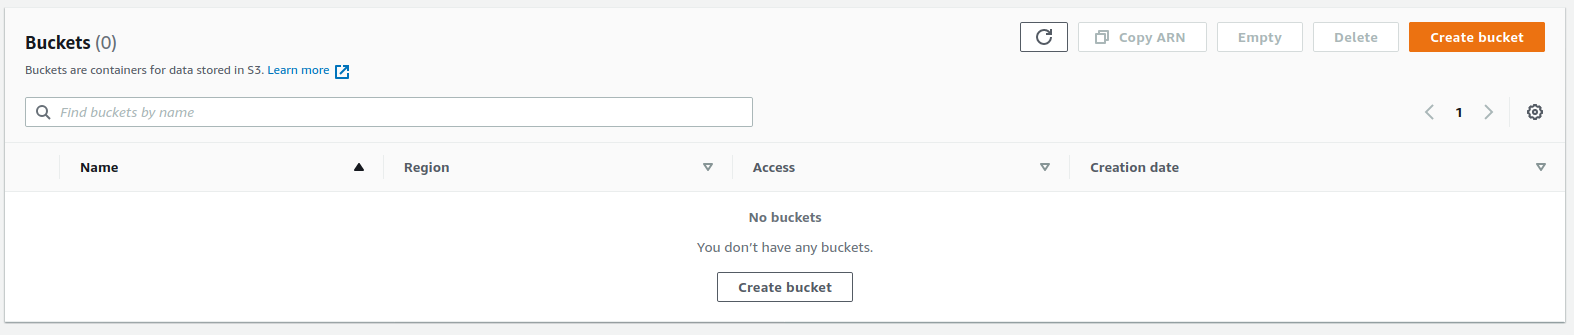 Buckets (0)
Copy ARN
Empty
Delete
Create bucket
Buckets are containers for data stored in S3. Learn more
Find buckets by name
1
Name
Region
Access
Creation date
No buckets
You don’t have any buckets.
Create bucket